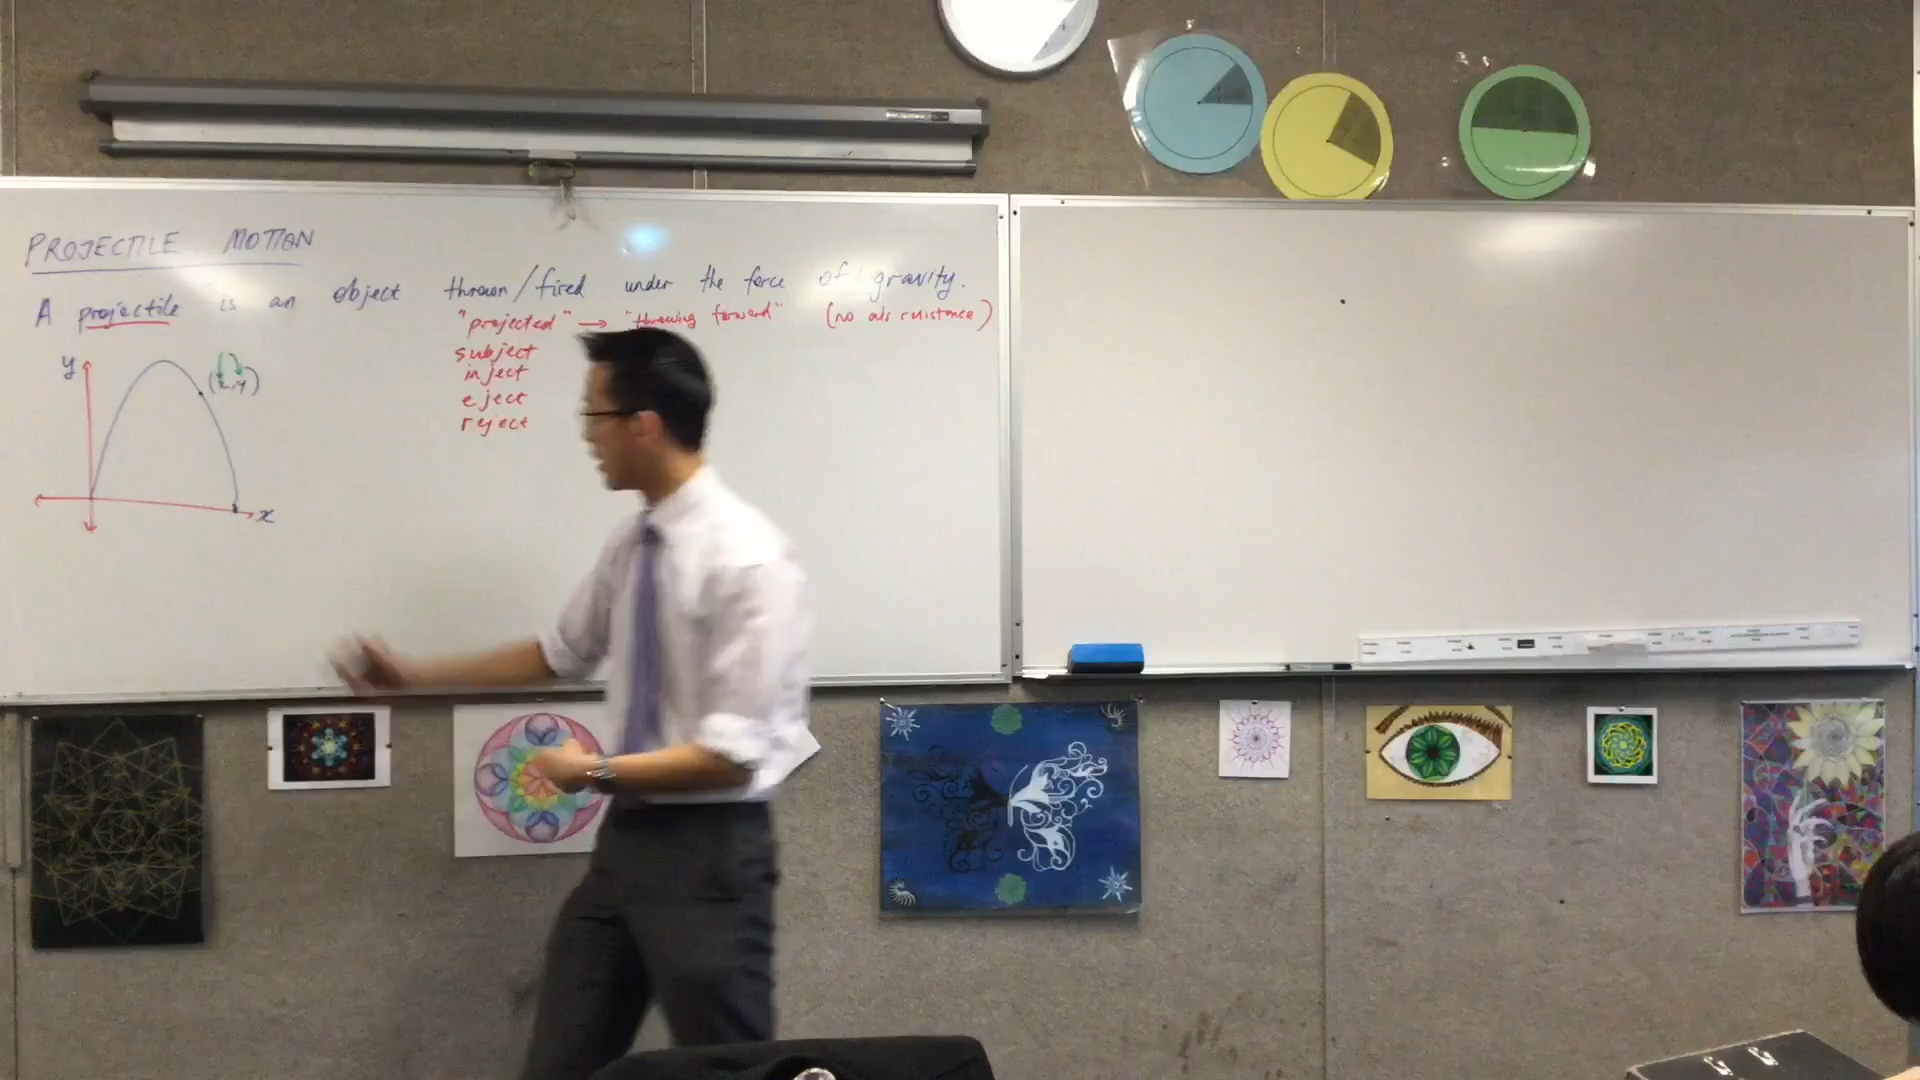 PROJECTILE MOTION
A projectile is an object thrown/fired under the force of gravity.
"projected" → "throwing forward" (no air resistance)
subject
inject
eject
reject
y
(x,y)
x